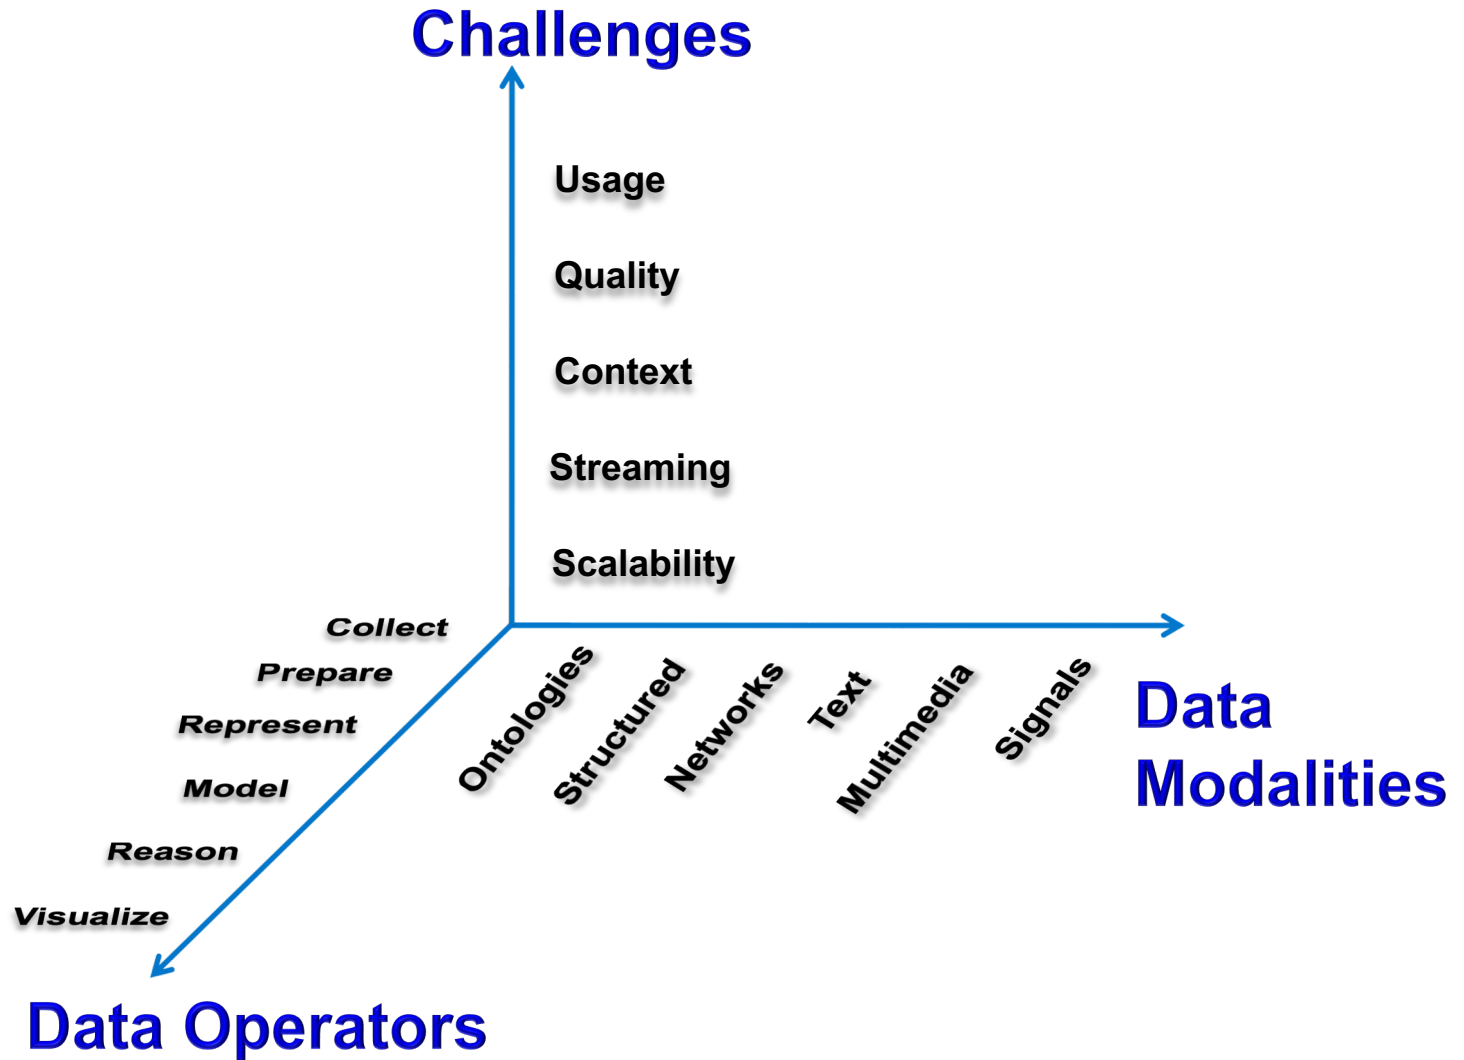 Challenges
Usage
Quality
Context
Streaming
Scalability
Collect
Prepare
Represent
Model
Reason
Visualize
Ontologies
Structured
Networks
Text
Multimedia
Signals
Data
Modalities
Data Operators